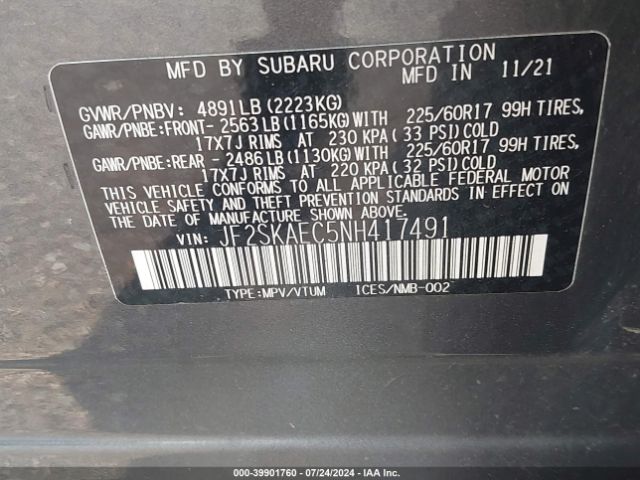 MFD BY SUBARU CORPORATION
MFD IN 11/21
GVWR/PNBV: 4891LB (2223KG)
GAWR/PNBE:FRONT- 2563LB (1165KG)WITH 225/60R17 99H TIRES,
17X7J RIMS AT 230 KPA ( 33 PSI)COLD
GAWR/PNBE:REAR - 2486LB (1130KG)WITH 225/60R17 99H TIRES,
17X7J RIMS AT 220 KPA ( 32 PSI)COLD
THIS VEHICLE CONFORMS TO ALL APPLICABLE FEDERAL MOTOR
VEHICLE SAFETY AND THEFT PREVENTION STANDARDS IN EFFECT ON
THE DATE OF MANUFACTURE SHOWN ABOVE.
VIN: JF2SKAEC5NH417491
TYPE:MPV/VTUM ICES/NMB-002
000-39901760 / 07/24/2024 / IAA Inc.